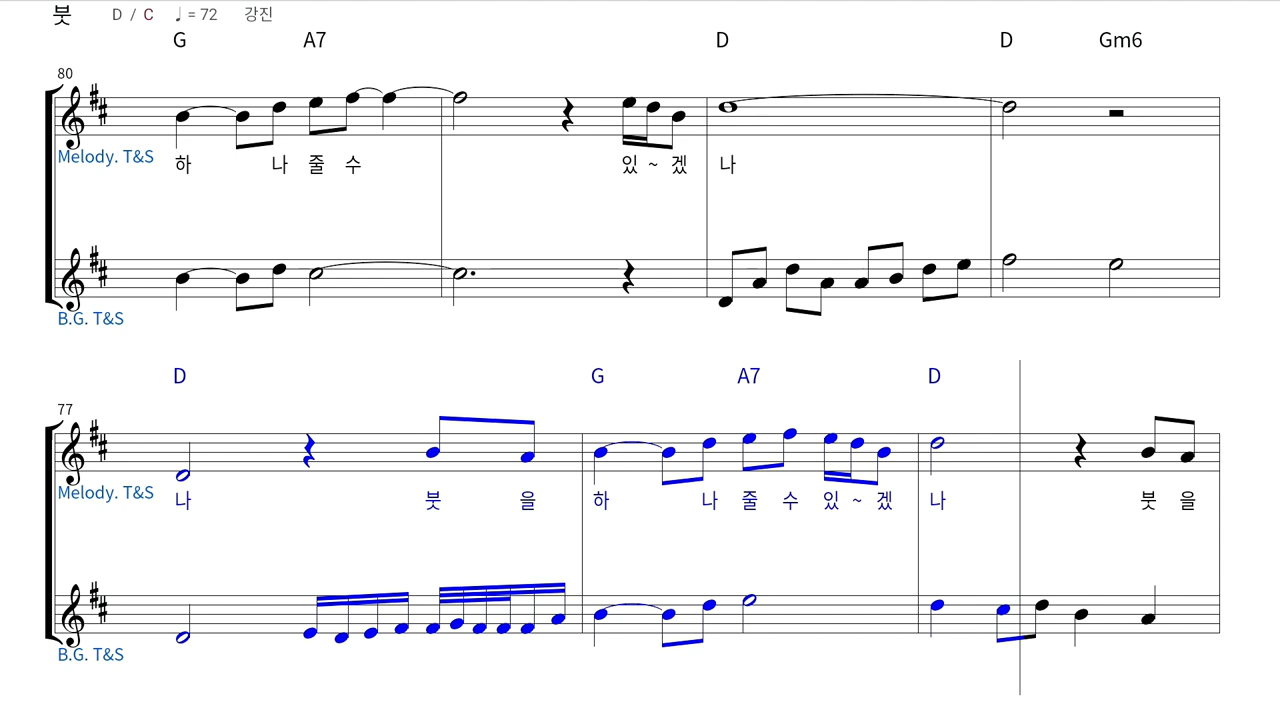 붓 D / C ♩= 72 강진
G A7 D D Gm6
80
Melody. T&S
하 나 줄 수 있 ~ 겠 나
B.G. T&S
D G A7 D
77
Melody. T&S
나 붓 을 하 나 줄 수 있 ~ 겠 나 붓 을
B.G. T&S